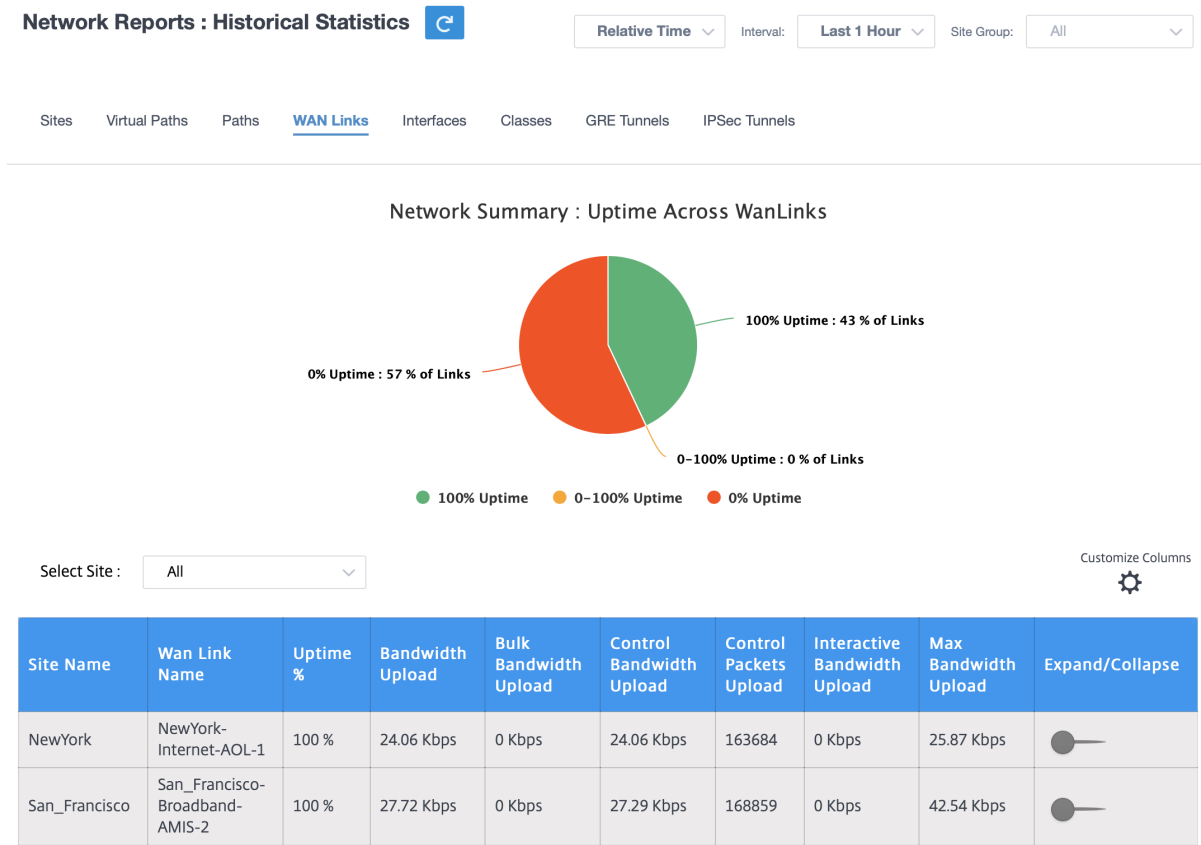 Network Reports : Historical Statistics
Relative Time
Interval:
Last 1 Hour
Site Group:
All
Sites
Virtual Paths
Paths
WAN Links
Interfaces
Classes
GRE Tunnels
IPSec Tunnels
Network Summary : Uptime Across WanLinks
100% Uptime : 43 % of Links
0% Uptime : 57 % of Links
0-100% Uptime : 0 % of Links
100% Uptime
0-100% Uptime
0% Uptime
Select Site :
All
Customize Columns
Site Name
Wan Link
Name
Uptime
%
Bandwidth
Upload
Bulk
Bandwidth
Upload
Control
Bandwidth
Upload
Control
Packets
Upload
Interactive
Bandwidth
Upload
Max
Bandwidth
Upload
Expand/Collapse
NewYork
NewYork-
Internet-AOL-1
100 %
24.06 Kbps
0 Kbps
24.06 Kbps
163684
0 Kbps
25.87 Kbps
San_Francisco
San_Francisco-
Broadband-
AMIS-2
100 %
27.72 Kbps
0 Kbps
27.29 Kbps
168859
0 Kbps
42.54 Kbps